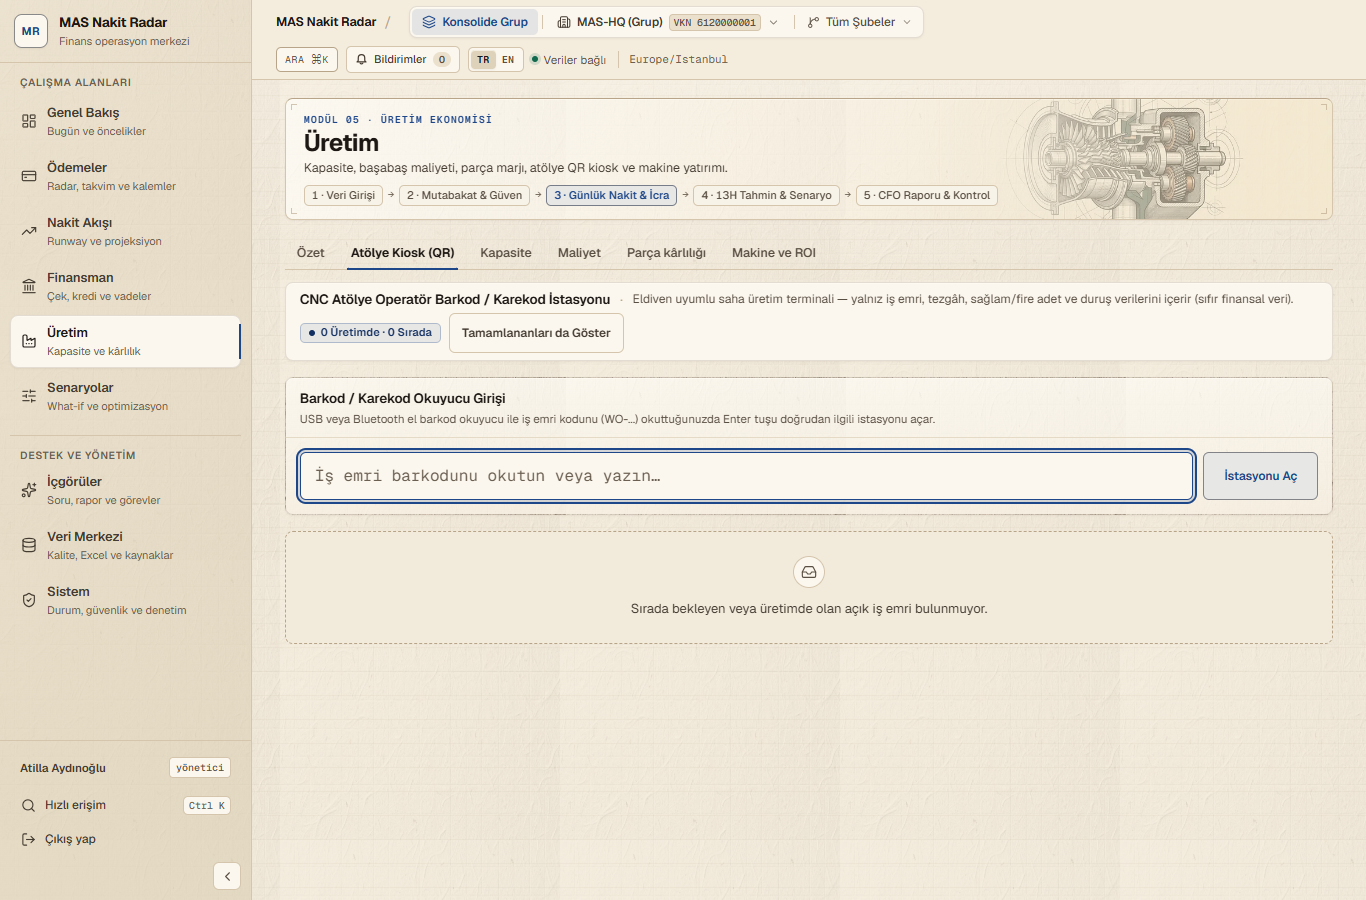 MR
MAS Nakit Radar
Finans operasyon merkezi
ÇALIŞMA ALANLARI
Genel Bakış
Bugün ve öncelikler
Ödemeler
Radar, takvim ve kalemler
Nakit Akışı
Runway ve projeksiyon
Finansman
Çek, kredi ve vadeler
Üretim
Kapasite ve kârlılık
Senaryolar
What-if ve optimizasyon
DESTEK VE YÖNETİM
İçgörüler
Soru, rapor ve görevler
Veri Merkezi
Kalite, Excel ve kaynaklar
Sistem
Durum, güvenlik ve denetim
Atilla Aydınoğlu yönetici
Hızlı erişim Ctrl K
Çıkış yap
MAS Nakit Radar / Konsolide Grup MAS-HQ (Grup) VKN 6120000001 Tüm Şubeler
ARA ⌘K Bildirimler 0 TR EN Veriler bağlı Europe/Istanbul
MODÜL 05 · ÜRETİM EKONOMİSİ
Üretim
Kapasite, başabaş maliyeti, parça marjı, atölye QR kiosk ve makine yatırımı.
1 · Veri Girişi → 2 · Mutabakat & Güven → 3 · Günlük Nakit & İcra → 4 · 13H Tahmin & Senaryo → 5 · CFO Raporu & Kontrol
Özet Atölye Kiosk (QR) Kapasite Maliyet Parça kârlılığı Makine ve ROI
CNC Atölye Operatör Barkod / Karekod İstasyonu · Eldiven uyumlu saha üretim terminali — yalnız iş emri, tezgâh, sağlam/fire adet ve duruş verilerini içerir (sıfır finansal veri).
0 Üretimde · 0 Sırada Tamamlananları da Göster
Barkod / Karekod Okuyucu Girişi
USB veya Bluetooth el barkod okuyucu ile iş emri kodunu (WO-…) okuttuğunuzda Enter tuşu doğrudan ilgili istasyonu açar.
İş emri barkodunu okutun veya yazın… İstasyonu Aç
Sırada bekleyen veya üretimde olan açık iş emri bulunmuyor.